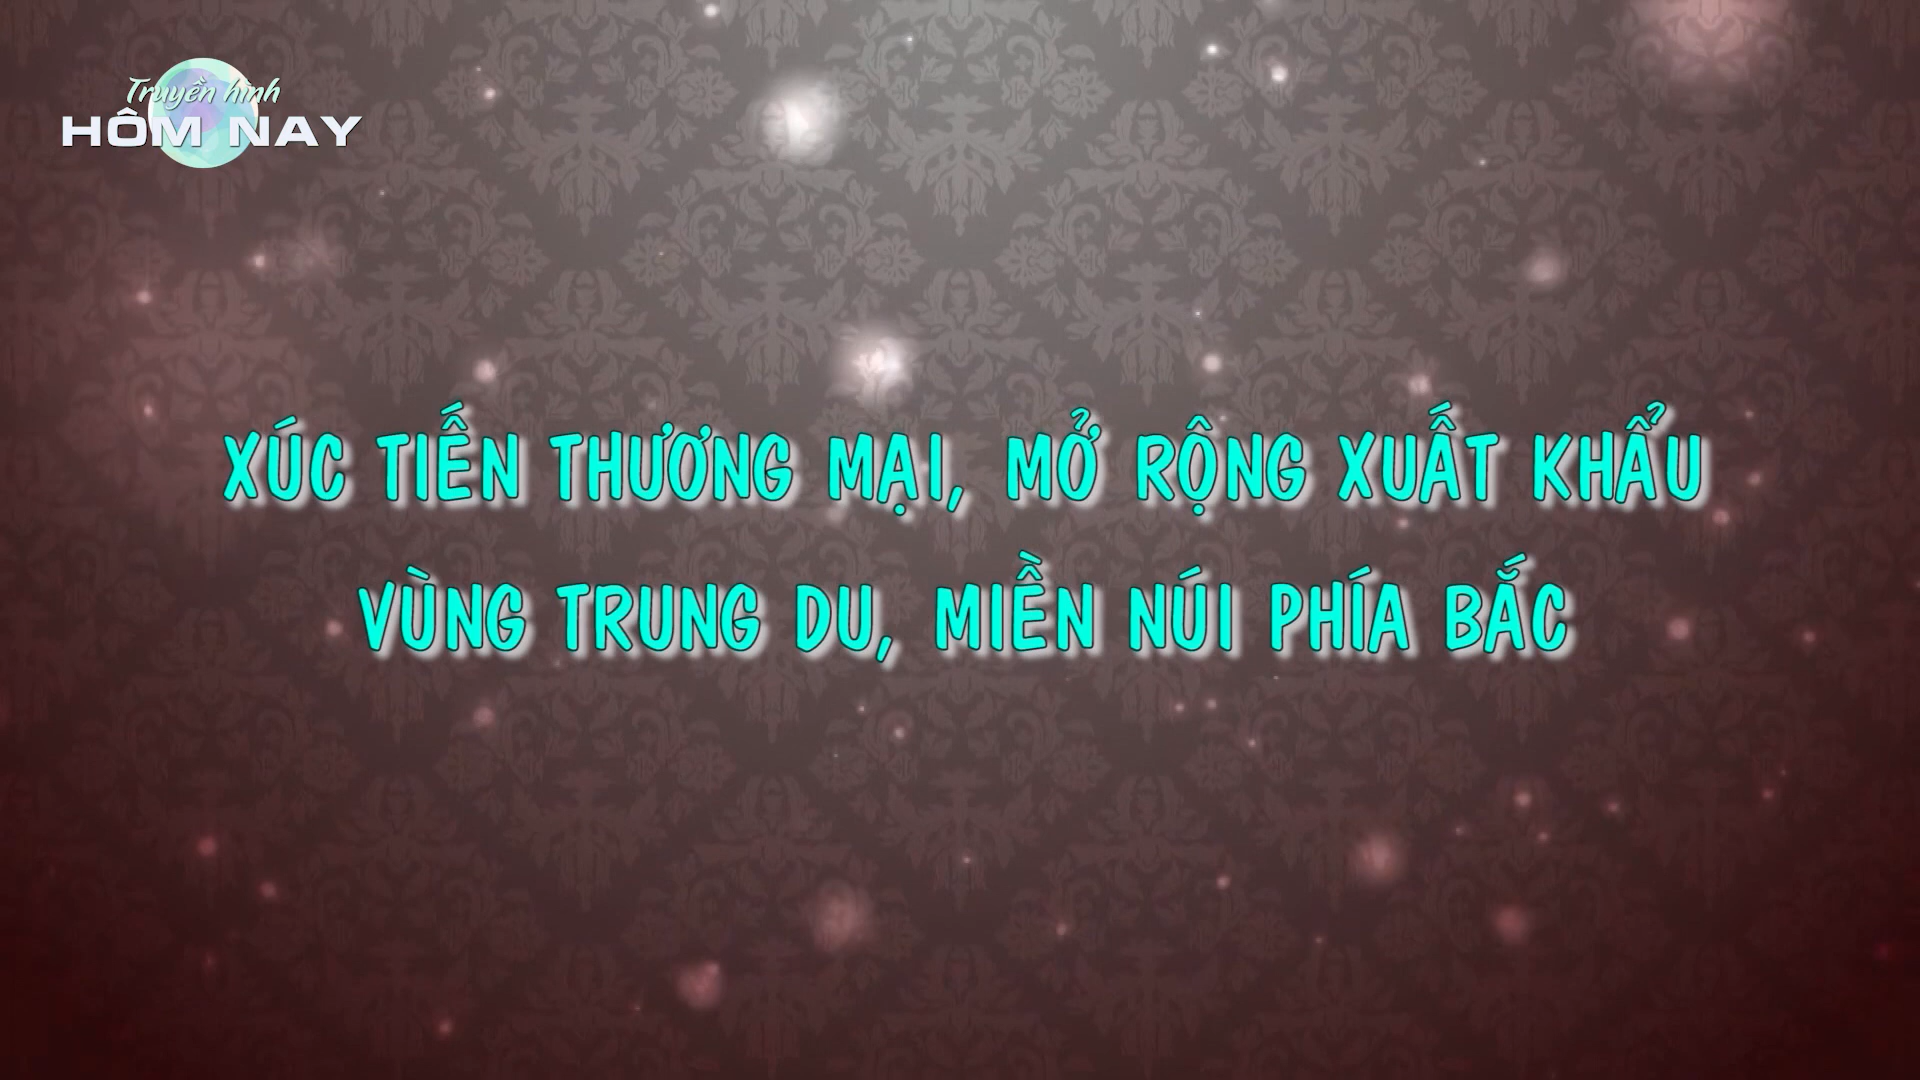 Truyền hình
HÔM NAY
XÚC TIẾN THƯƠNG MẠI, MỞ RỘNG XUẤT KHẨU
VÙNG TRUNG DU, MIỀN NÚI PHÍA BẮC